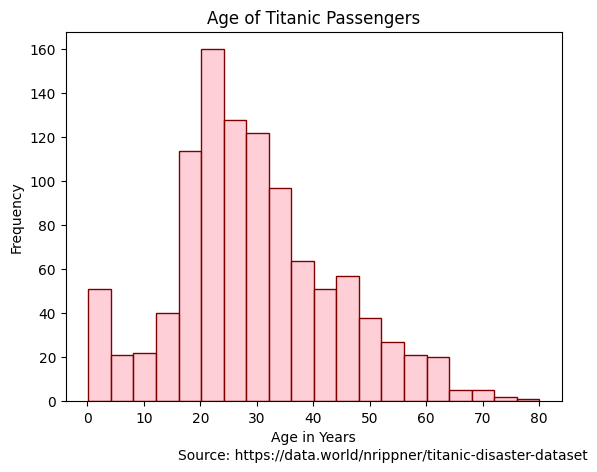 Age of Titanic Passengers
Frequency
160
140
120
100
80
60
40
20
0
0 10 20 30 40 50 60 70 80
Age in Years
Source: https://data.world/nrippner/titanic-disaster-dataset